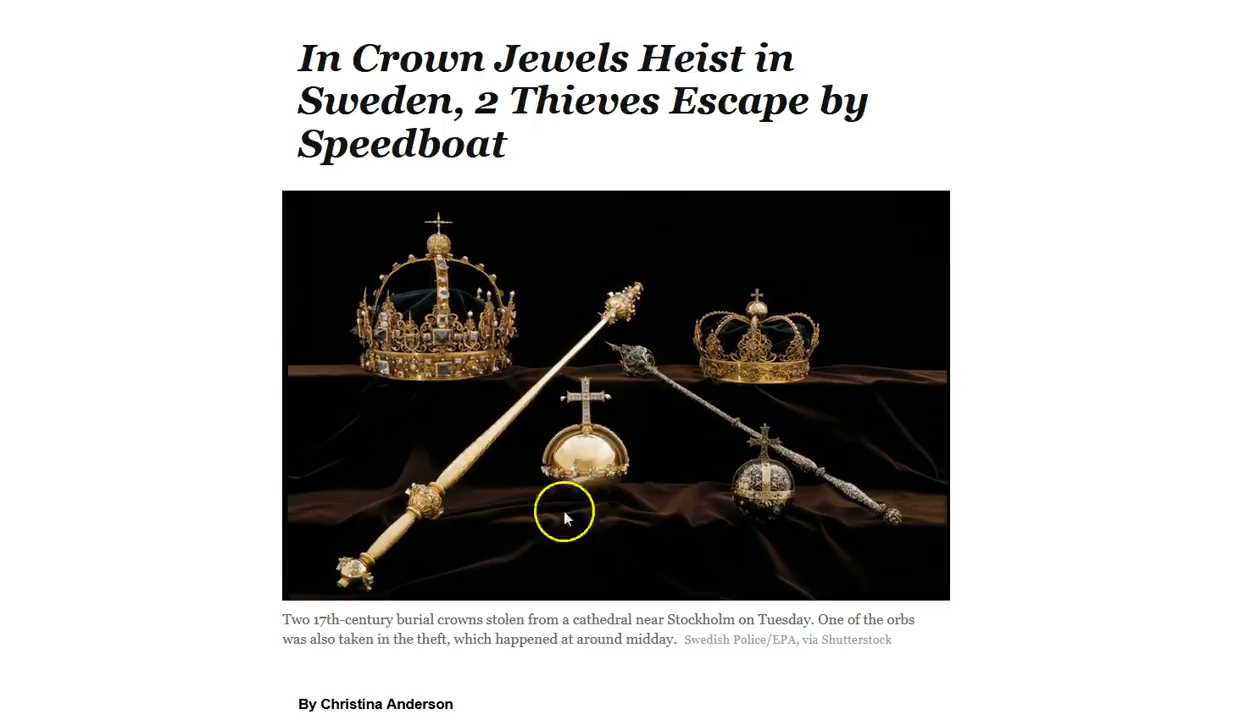 In Crown Jewels Heist in
Sweden, 2 Thieves Escape by
Speedboat
Two 17th-century burial crowns stolen from a cathedral near Stockholm on Tuesday. One of the orbs
was also taken in the theft, which happened at around midday. Swedish Police/EPA, via Shutterstock
By Christina Anderson